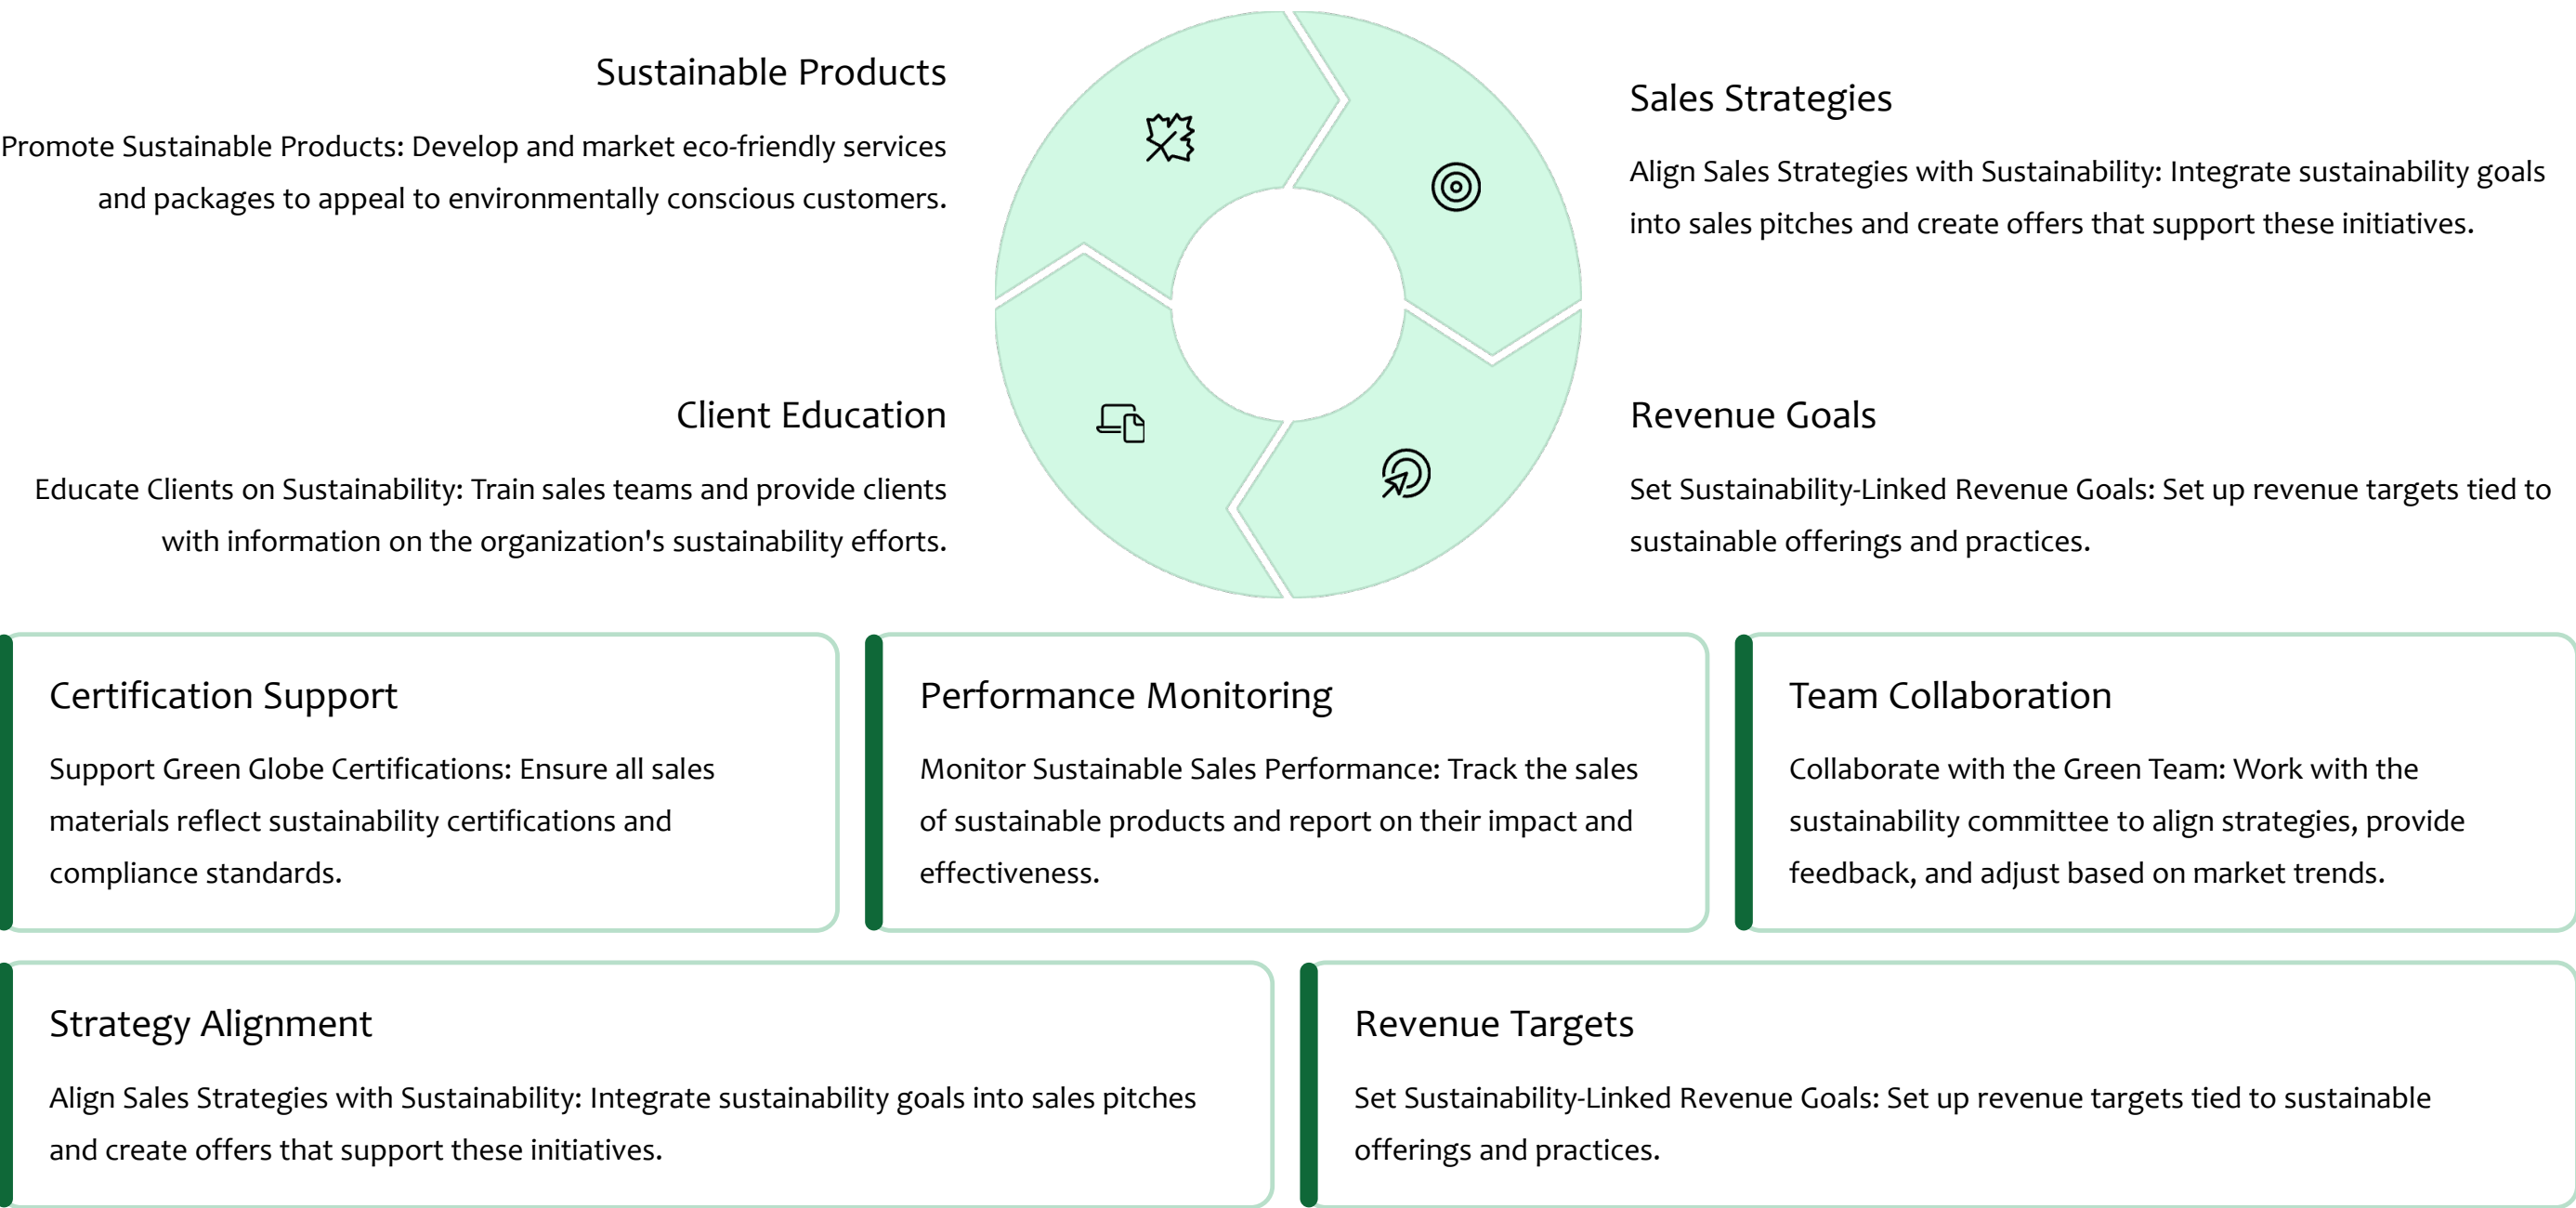 Sustainable Products
Promote Sustainable Products: Develop and market eco-friendly services
and packages to appeal to environmentally conscious customers.
Sales Strategies
Align Sales Strategies with Sustainability: Integrate sustainability goals
into sales pitches and create offers that support these initiatives.
Client Education
Educate Clients on Sustainability: Train sales teams and provide clients
with information on the organization's sustainability efforts.
Revenue Goals
Set Sustainability-Linked Revenue Goals: Set up revenue targets tied to
sustainable offerings and practices.
Certification Support
Support Green Globe Certifications: Ensure all sales
materials reflect sustainability certifications and
compliance standards.
Performance Monitoring
Monitor Sustainable Sales Performance: Track the sales
of sustainable products and report on their impact and
effectiveness.
Team Collaboration
Collaborate with the Green Team: Work with the
sustainability committee to align strategies, provide
feedback, and adjust based on market trends.
Strategy Alignment
Align Sales Strategies with Sustainability: Integrate sustainability goals into sales pitches
and create offers that support these initiatives.
Revenue Targets
Set Sustainability-Linked Revenue Goals: Set up revenue targets tied to sustainable
offerings and practices.